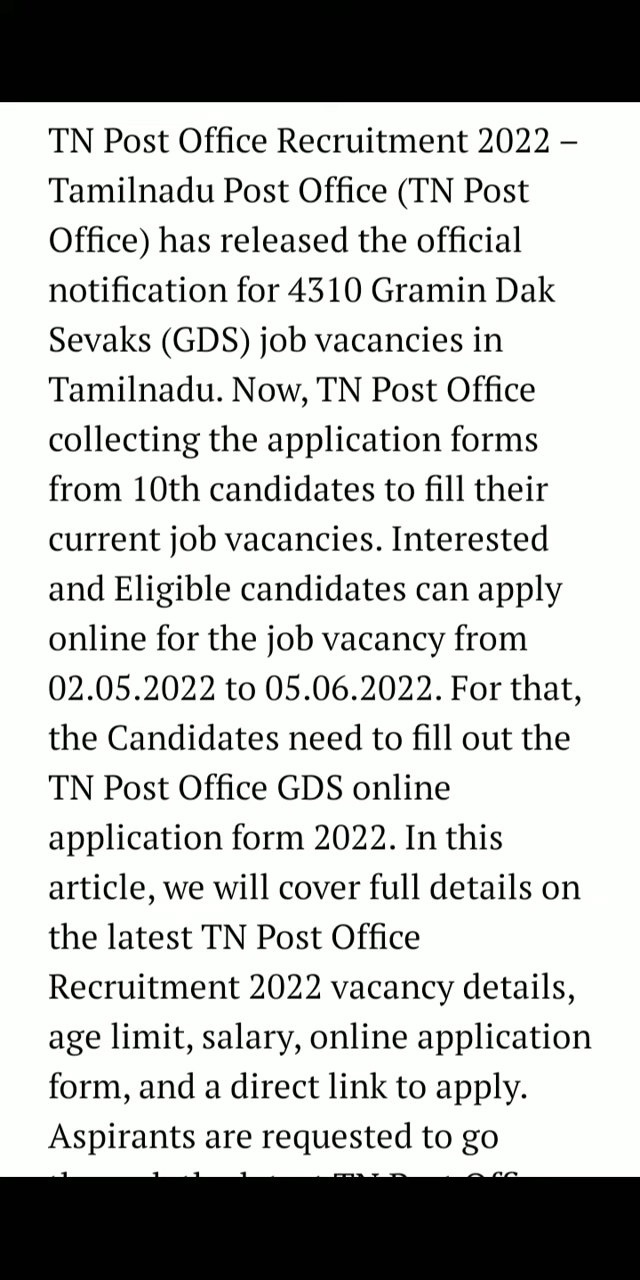 TN Post Office Recruitment 2022 –
Tamilnadu Post Office (TN Post
Office) has released the official
notification for 4310 Gramin Dak
Sevaks (GDS) job vacancies in
Tamilnadu. Now, TN Post Office
collecting the application forms
from 10th candidates to fill their
current job vacancies. Interested
and Eligible candidates can apply
online for the job vacancy from
02.05.2022 to 05.06.2022. For that,
the Candidates need to fill out the
TN Post Office GDS online
application form 2022. In this
article, we will cover full details on
the latest TN Post Office
Recruitment 2022 vacancy details,
age limit, salary, online application
form, and a direct link to apply.
Aspirants are requested to go